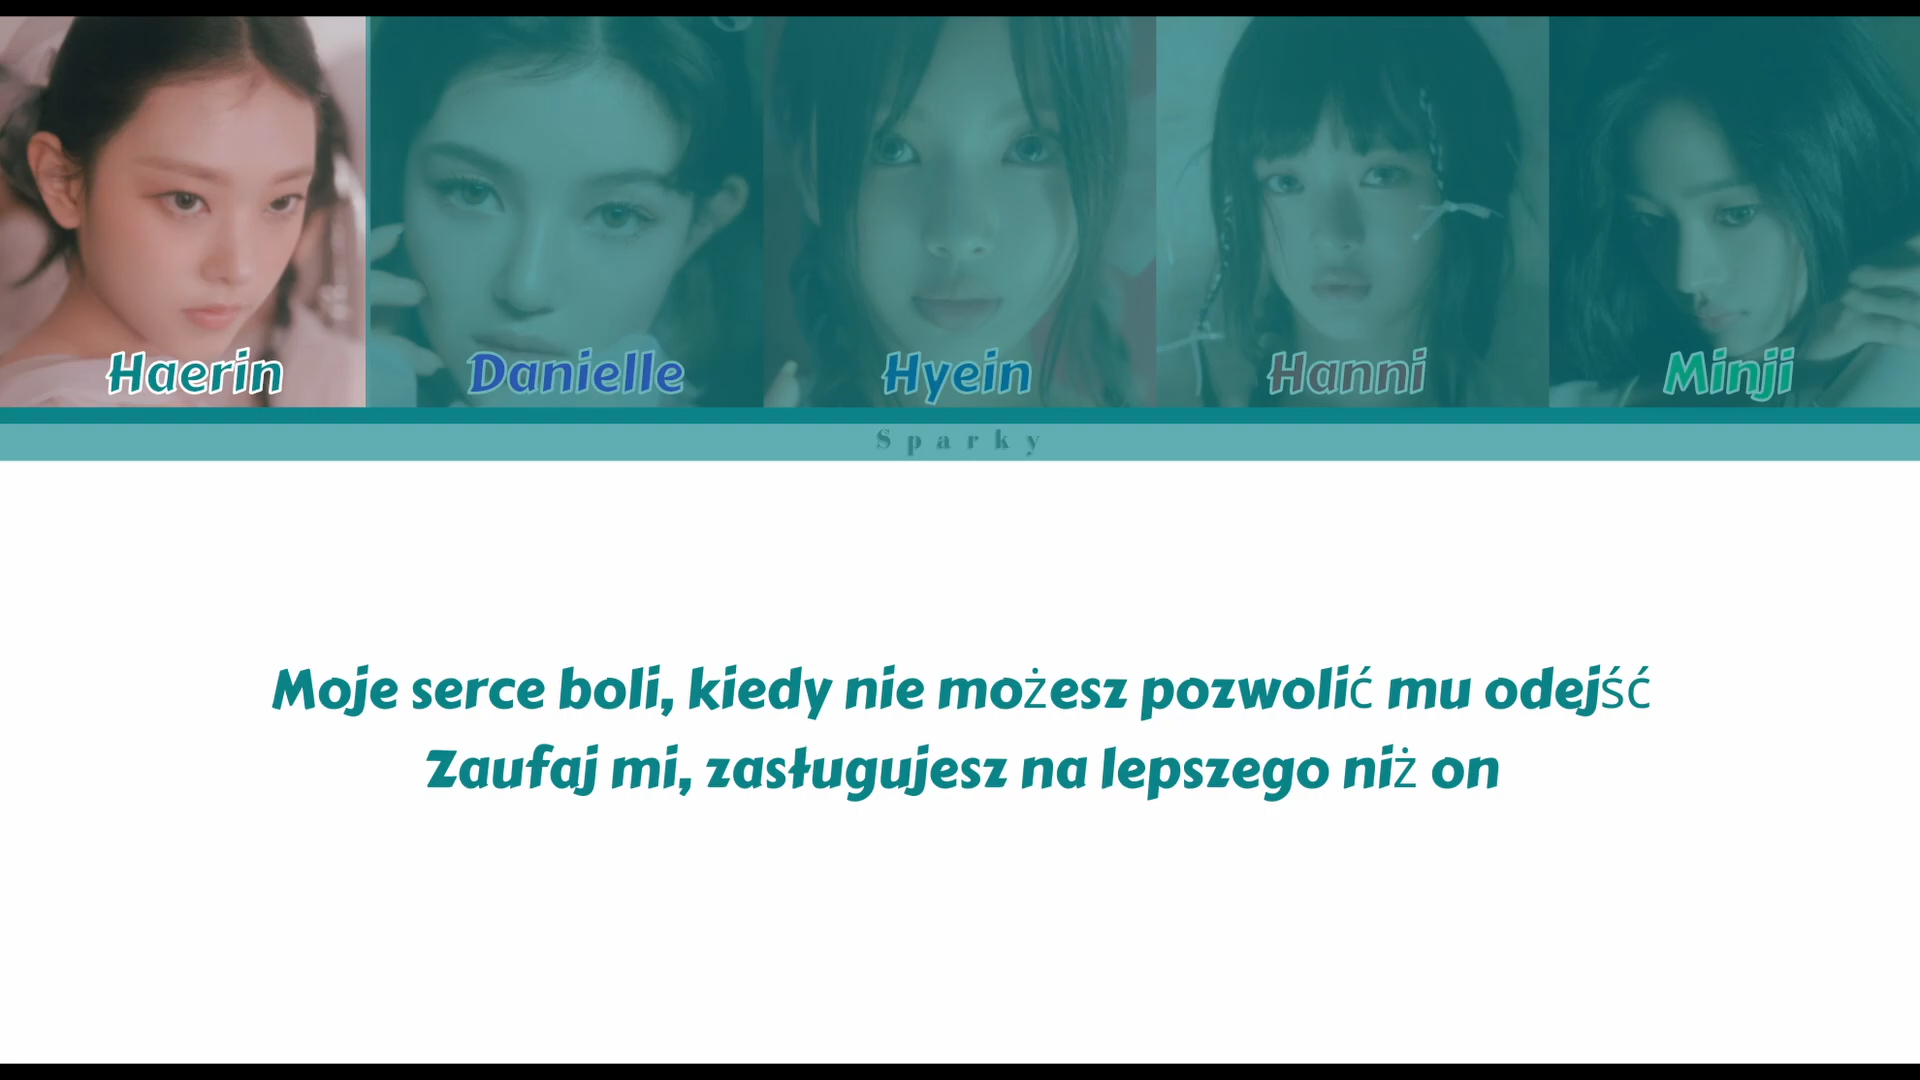 Haerin Danielle Hyein Hanni Minji
Sparky
Moje serce boli, kiedy nie możesz pozwolić mu odejść
Zaufaj mi, zasługujesz na lepszego niż on